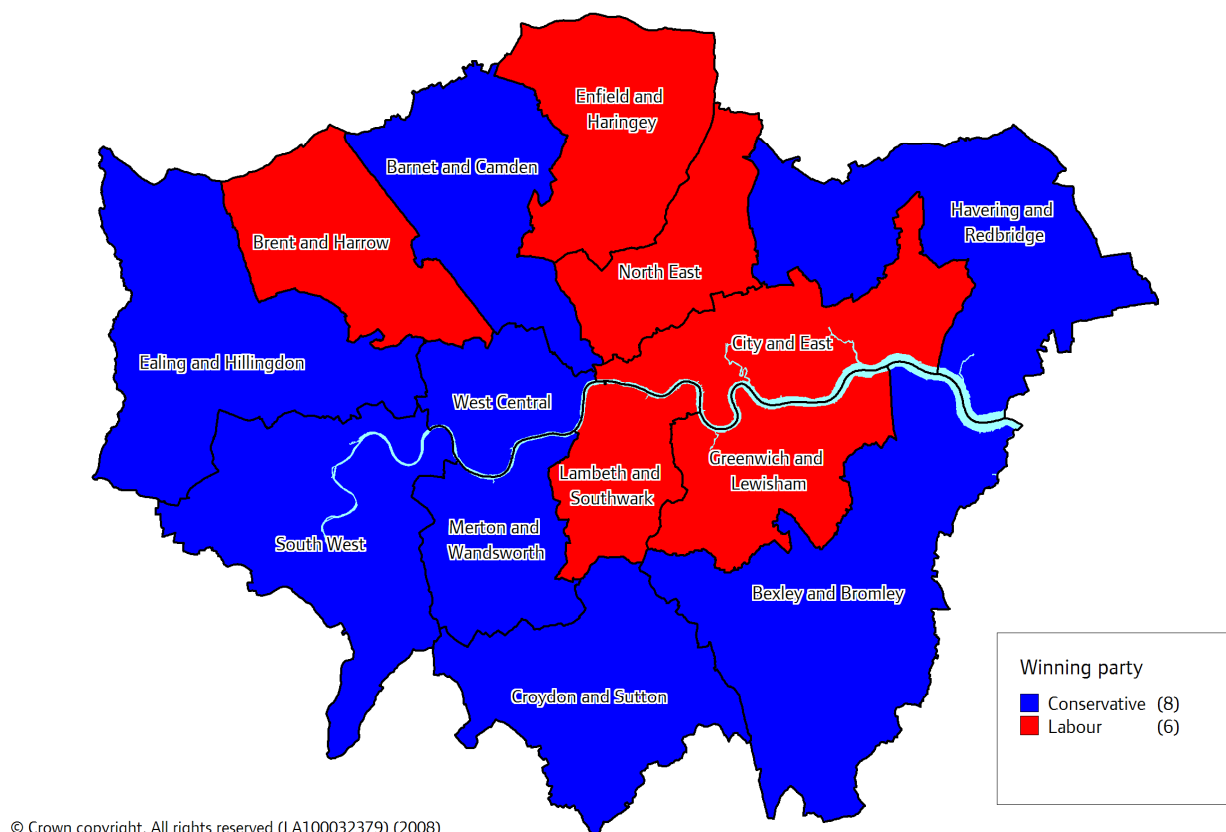 Enfield and
Haringey
Barnet and Camden
Havering and
Redbridge
Brent and Harrow
North East
City and East
Ealing and Hillingdon
West Central
Greenwich and
Lewisham
Lambeth and
Southwark
Merton and
Wandsworth
South West
Bexley and Bromley
Croydon and Sutton
Winning party
Conservative (8)
Labour (6)
© Crown copyright. All rights reserved (LA100032379) (2008)